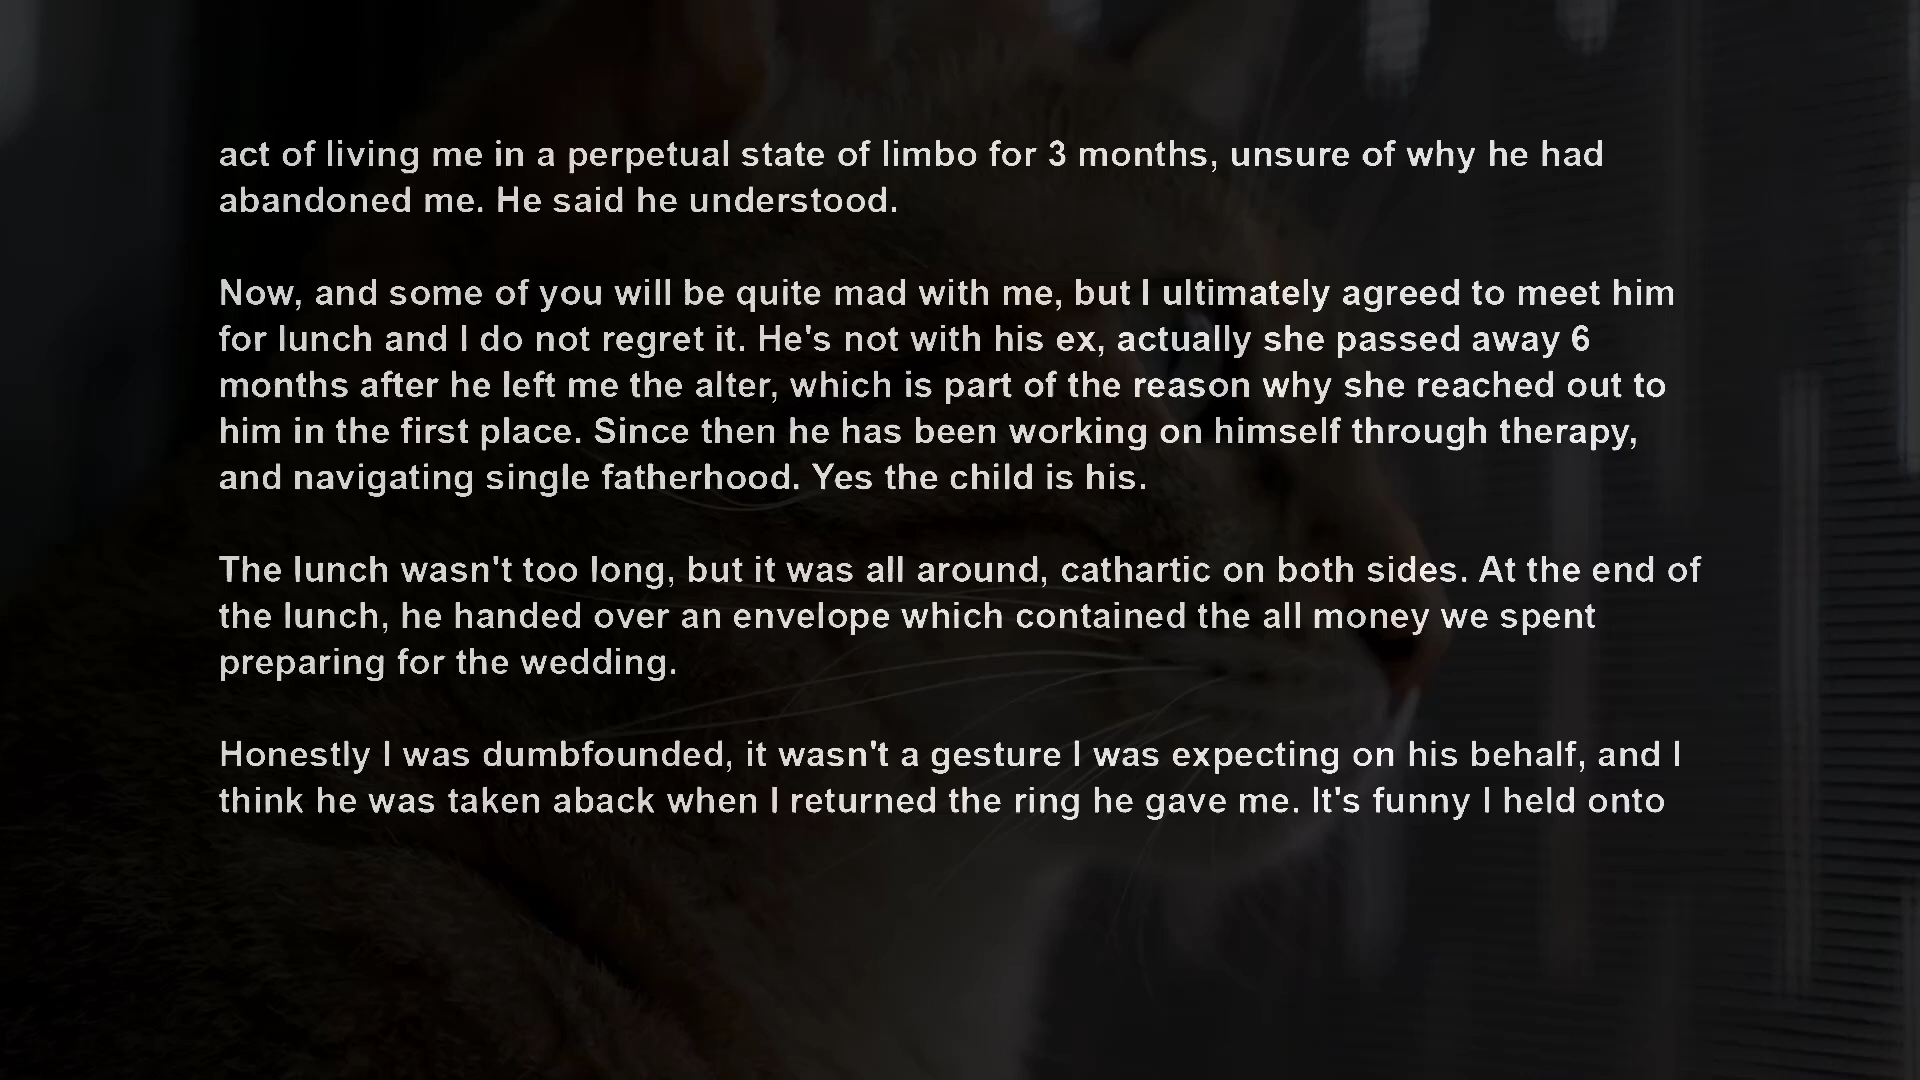 act of living me in a perpetual state of limbo for 3 months, unsure of why he had
abandoned me. He said he understood.
Now, and some of you will be quite mad with me, but I ultimately agreed to meet him
for lunch and I do not regret it. He's not with his ex, actually she passed away 6
months after he left me the alter, which is part of the reason why she reached out to
him in the first place. Since then he has been working on himself through therapy,
and navigating single fatherhood. Yes the child is his.
The lunch wasn't too long, but it was all around, cathartic on both sides. At the end of
the lunch, he handed over an envelope which contained the all money we spent
preparing for the wedding.
Honestly I was dumbfounded, it wasn't a gesture I was expecting on his behalf, and I
think he was taken aback when I returned the ring he gave me. It's funny I held onto